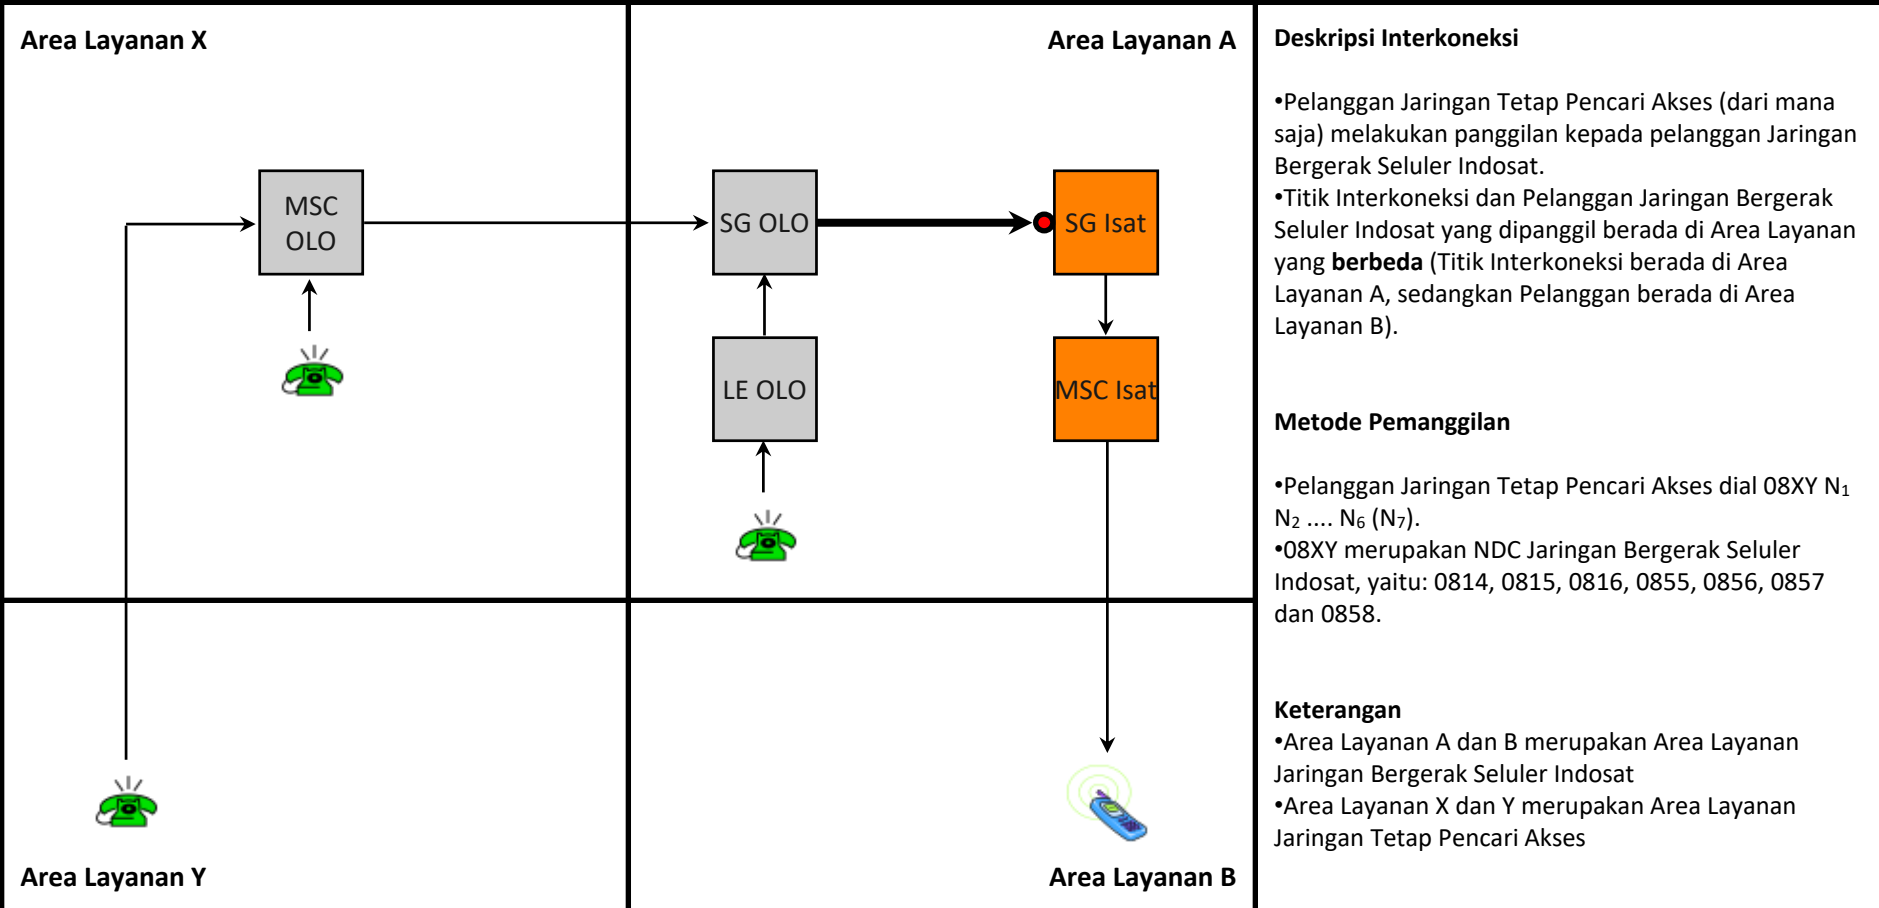 Area Layanan X
Area Layanan A
MSC
OLO
SG OLO
SG Isat
LE OLO
MSC Isat
Area Layanan Y
Area Layanan B
Deskripsi Interkoneksi
•Pelanggan Jaringan Tetap Pencari Akses (dari mana
saja) melakukan panggilan kepada pelanggan Jaringan
Bergerak Seluler Indosat.
•Titik Interkoneksi dan Pelanggan Jaringan Bergerak
Seluler Indosat yang dipanggil berada di Area Layanan
yang berbeda (Titik Interkoneksi berada di Area
Layanan A, sedangkan Pelanggan berada di Area
Layanan B).
Metode Pemanggilan
•Pelanggan Jaringan Tetap Pencari Akses dial 08XY N₁
N₂ .... N₆ (N₇).
•08XY merupakan NDC Jaringan Bergerak Seluler
Indosat, yaitu: 0814, 0815, 0816, 0855, 0856, 0857
dan 0858.
Keterangan
•Area Layanan A dan B merupakan Area Layanan
Jaringan Bergerak Seluler Indosat
•Area Layanan X dan Y merupakan Area Layanan
Jaringan Tetap Pencari Akses